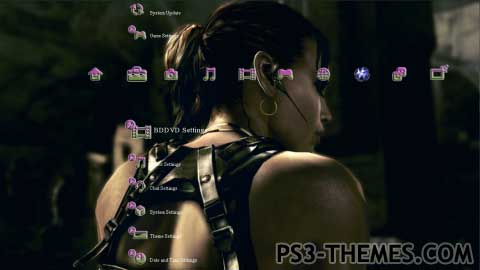 System Update
Game Settings
BD/DVD Settings
Chat Settings
System Settings
Theme Settings
Date and Time Settings
PS3-THEMES.COM